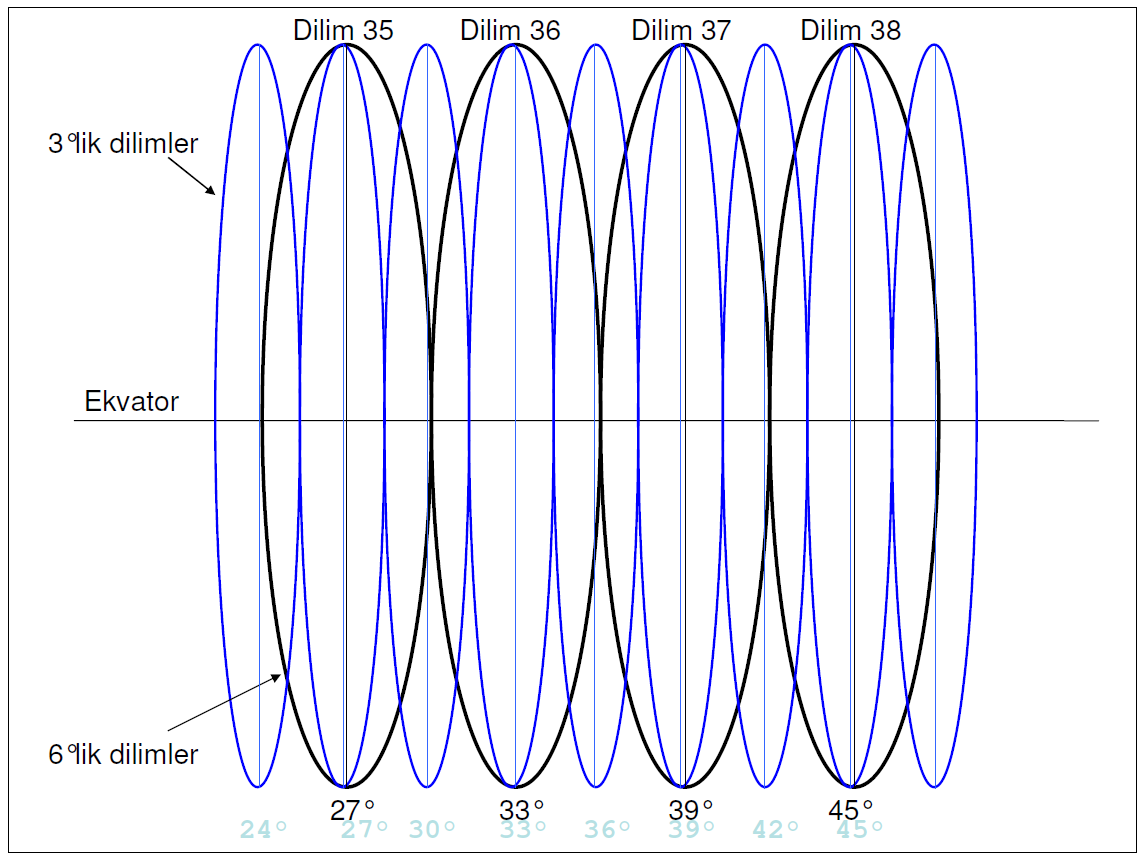 Dilim 35 Dilim 36 Dilim 37 Dilim 38
3°lik dilimler
Ekvator
6°lik dilimler
27° 33° 39° 45°
24° 27° 30° 33° 36° 39° 42° 45°